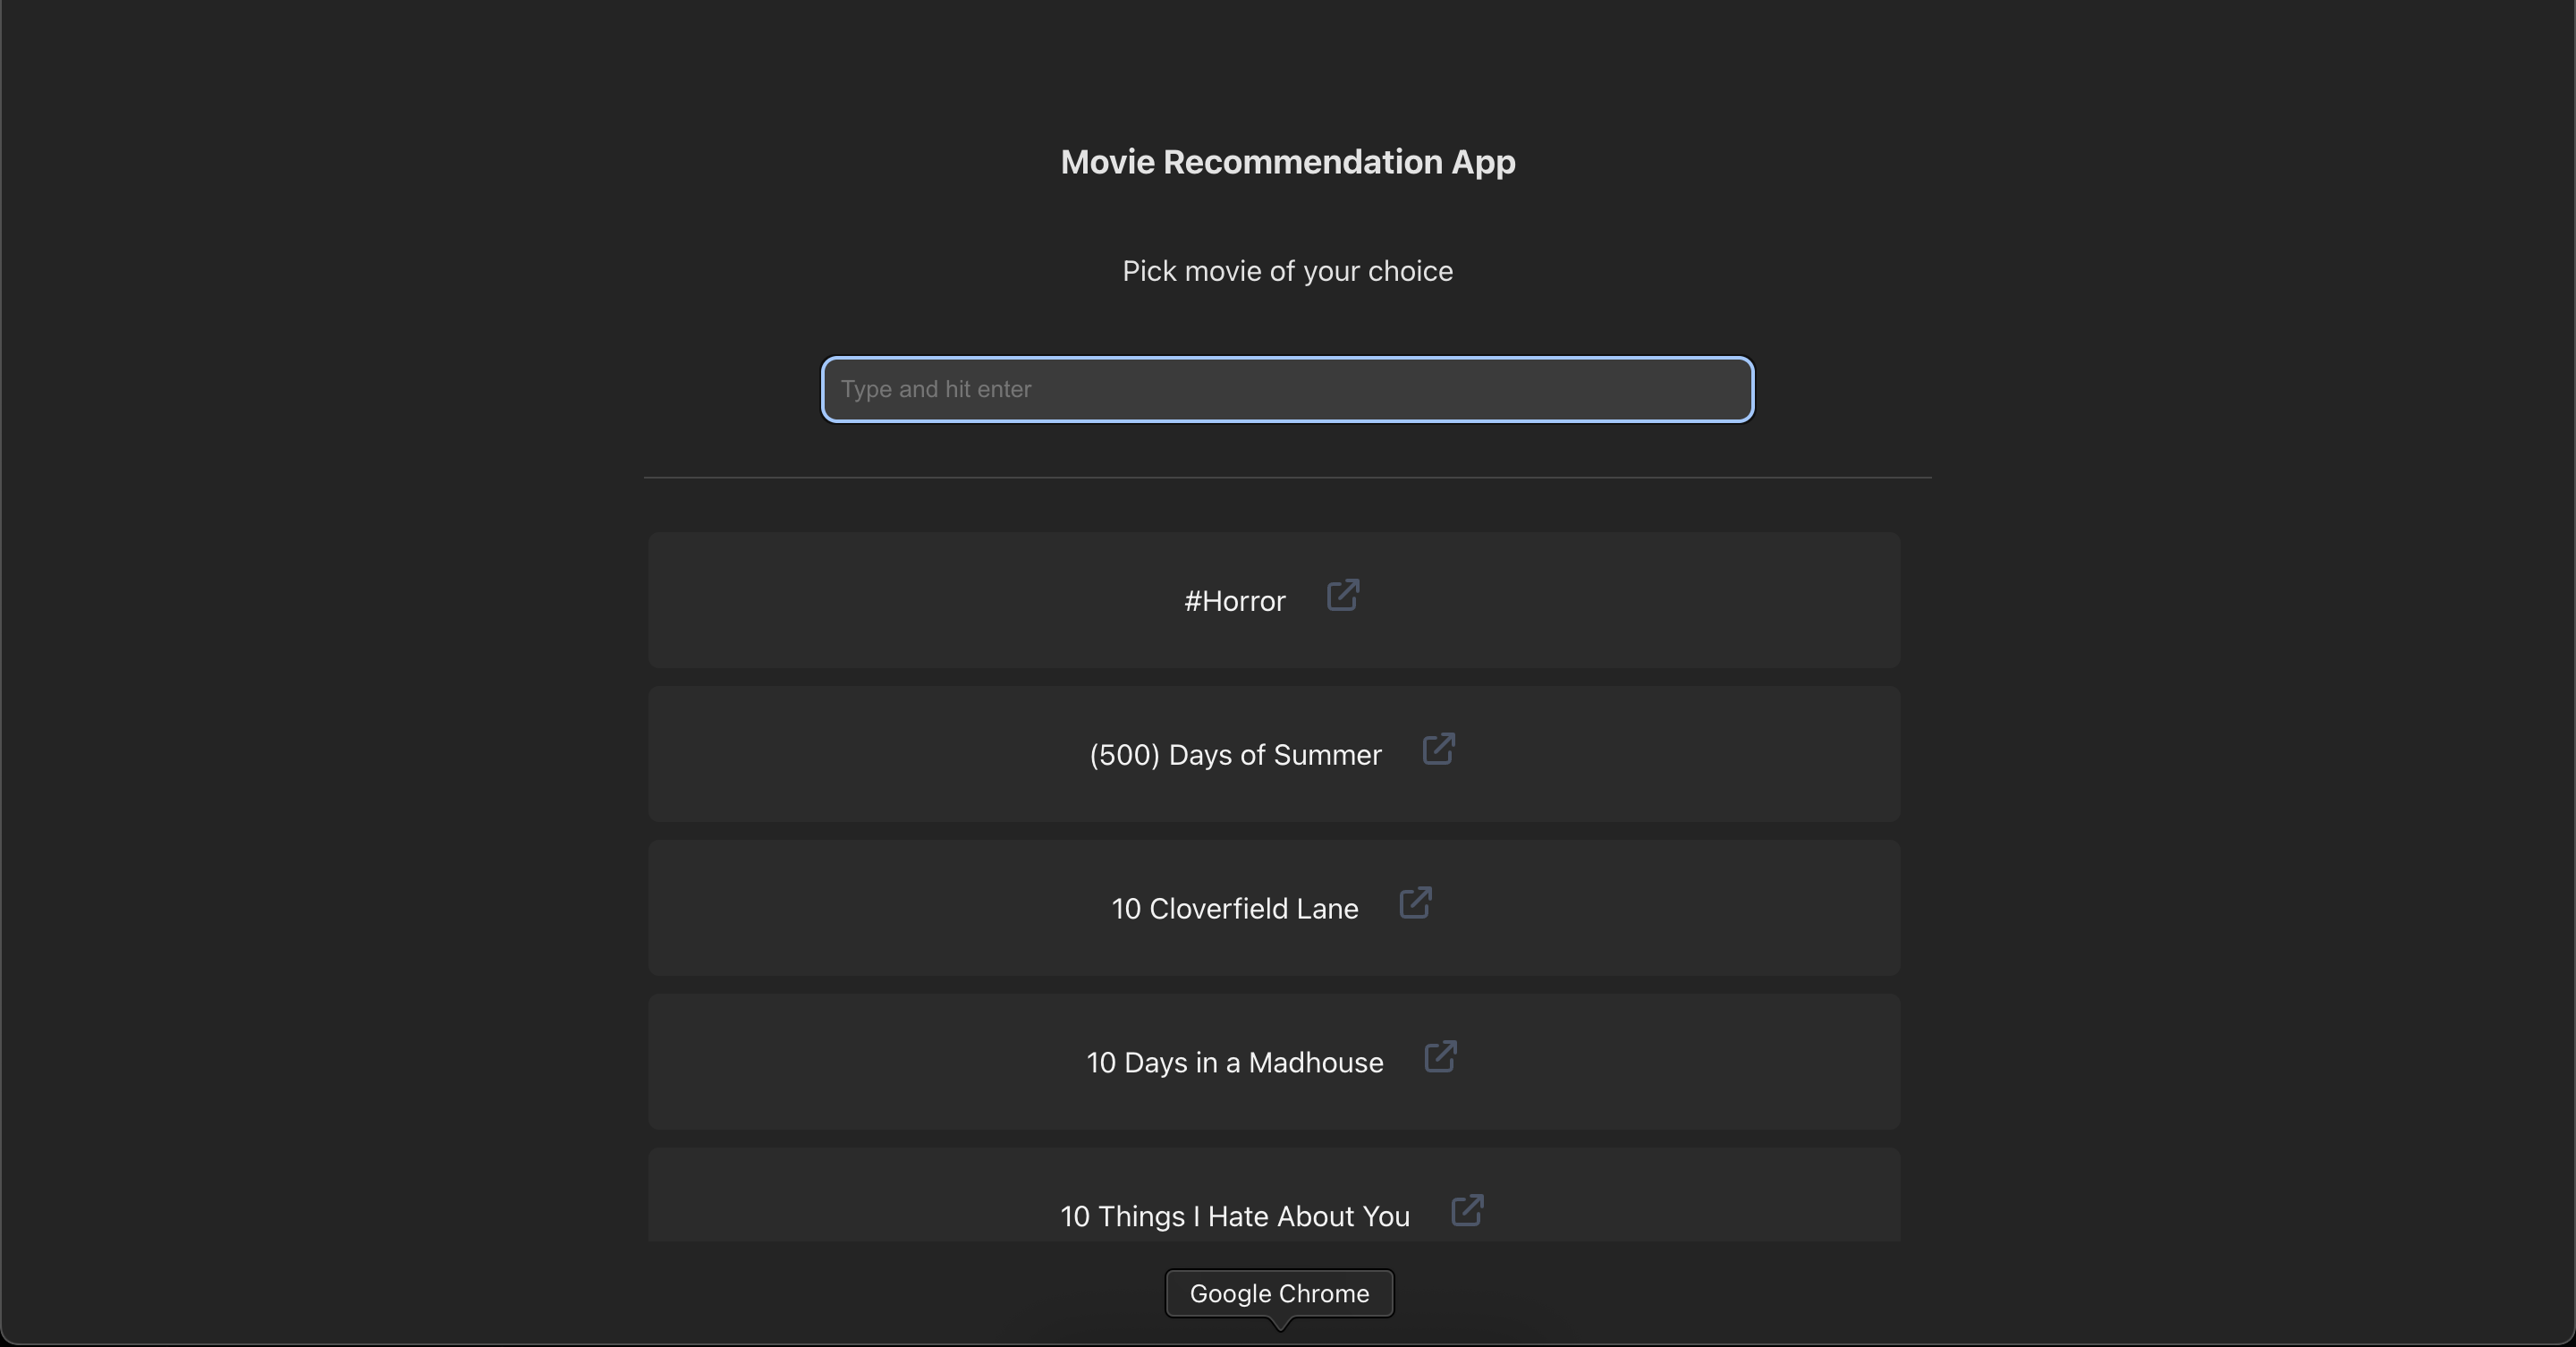 Movie Recommendation App
Pick movie of your choice
Type and hit enter
#Horror
(500) Days of Summer
10 Cloverfield Lane
10 Days in a Madhouse
10 Things I Hate About You
Google Chrome